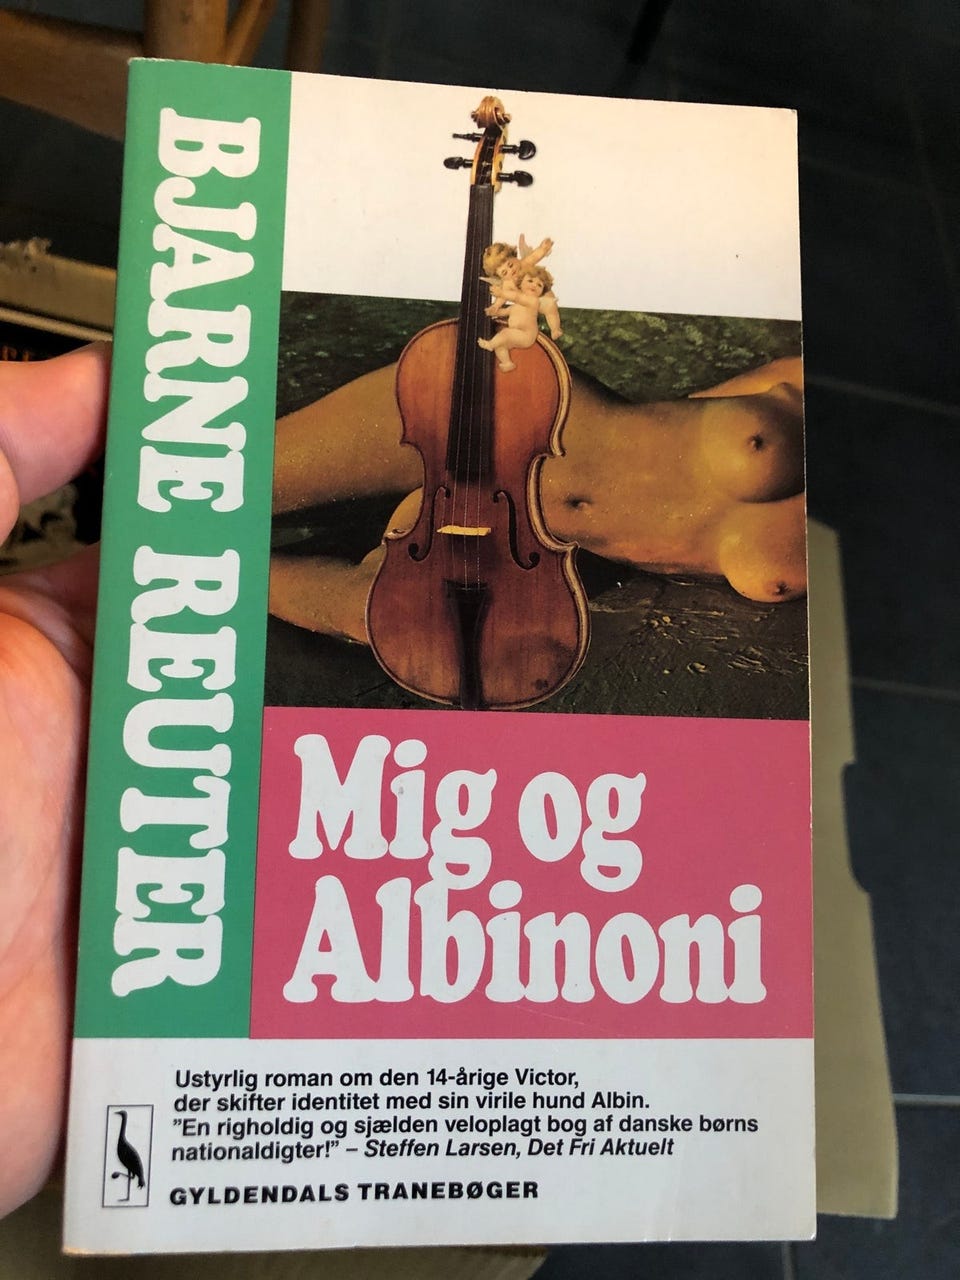 BJARNE REUTER
Mig og
Albinoni
Ustyrlig roman om den 14-årige Victor,
der skifter identitet med sin virile hund Albin.
”En righoldig og sjælden veloplagt bog af danske børns
nationaldigter!” – Steffen Larsen, Det Fri Aktuelt
GYLDENDALS TRANEBØGER